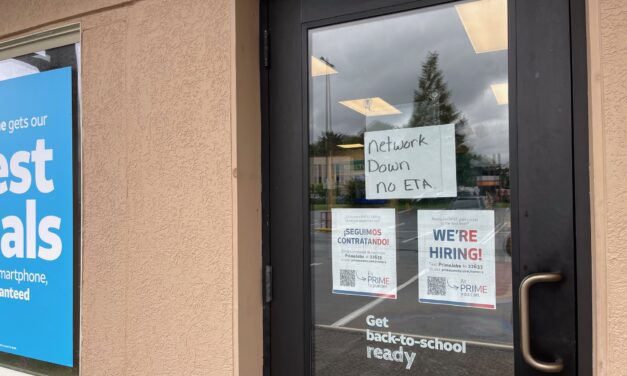 e gets our
est
als
smartphone,
anteed
Network
Down
no ETA
¡SEGUIMOS
CONTRATANDO!
PRIME
WE'RE
HIRING!
PRIME
Get
back-to-school
ready